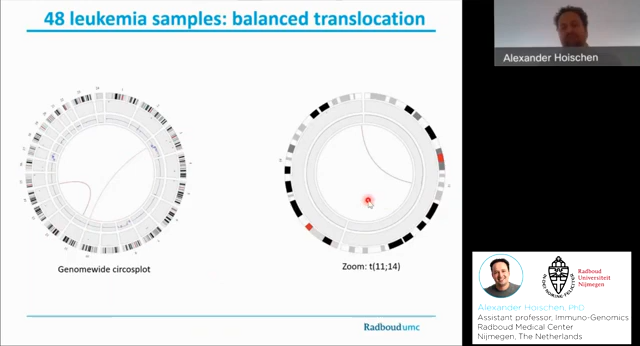 48 leukemia samples: balanced translocation
Genomewide circosplot
Zoom: t(11;14)
Radboudumc
Alexander Hoischen
Radboud
Universiteit
Nijmegen
Alexander Hoischen, PhD
Assistant professor, Immuno-Genomics
Radboud Medical Center
Nijmegen, The Netherlands